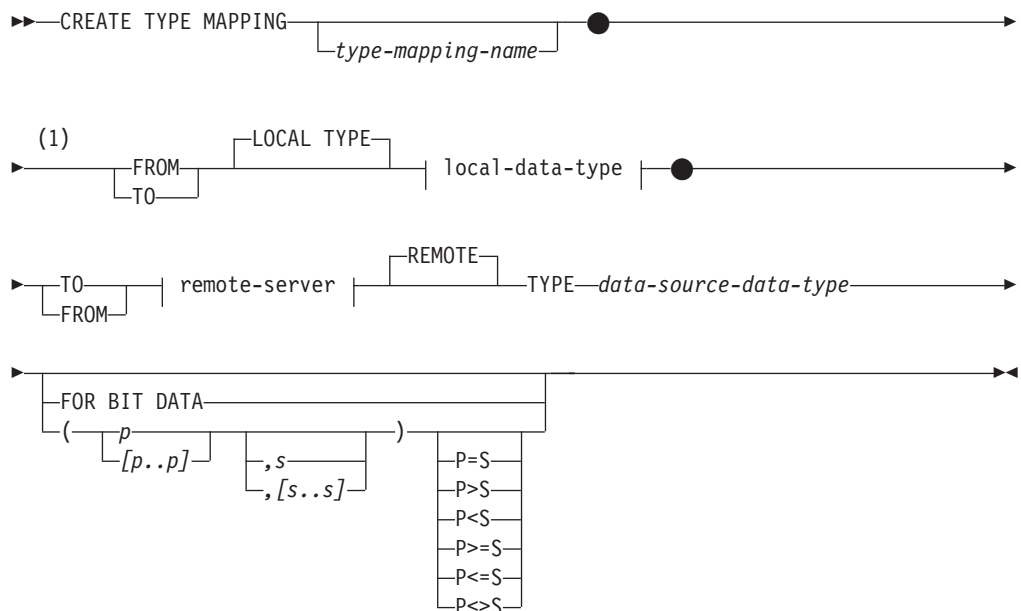 CREATE TYPE MAPPING
type-mapping-name
(1)
LOCAL TYPE
FROM
local-data-type
TO
REMOTE
TO
remote-server
TYPE
data-source-data-type
FROM
FOR BIT DATA
( p )
[p..p]
,s
,[s..s]
P=S
P>S
P<S
P>=S
P<=S
P<>S